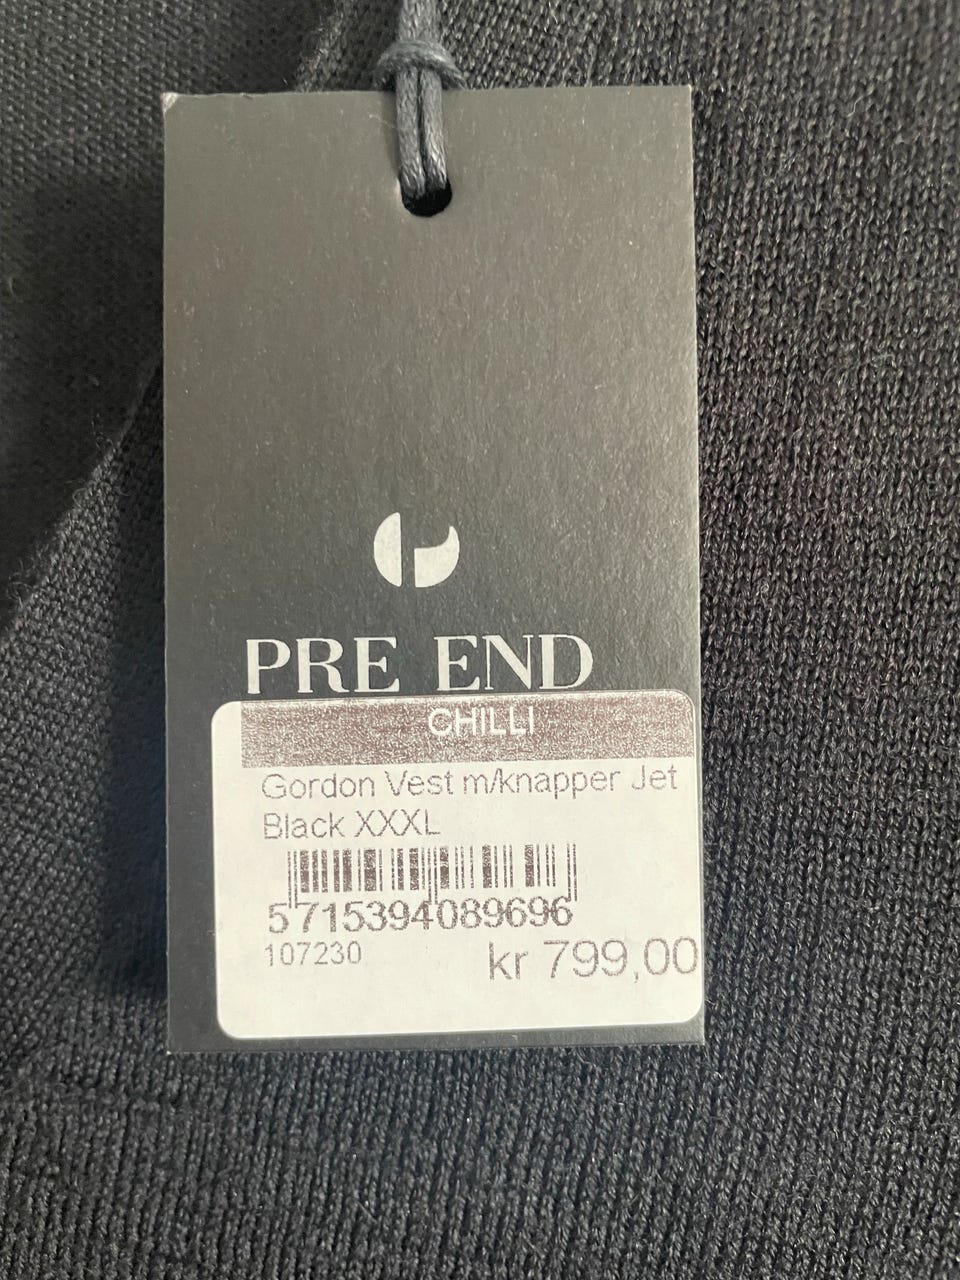 PRE END
CHILLI
Gordon Vest m/knapper Jet
Black XXXL
5715394089696
107230
kr 799,00